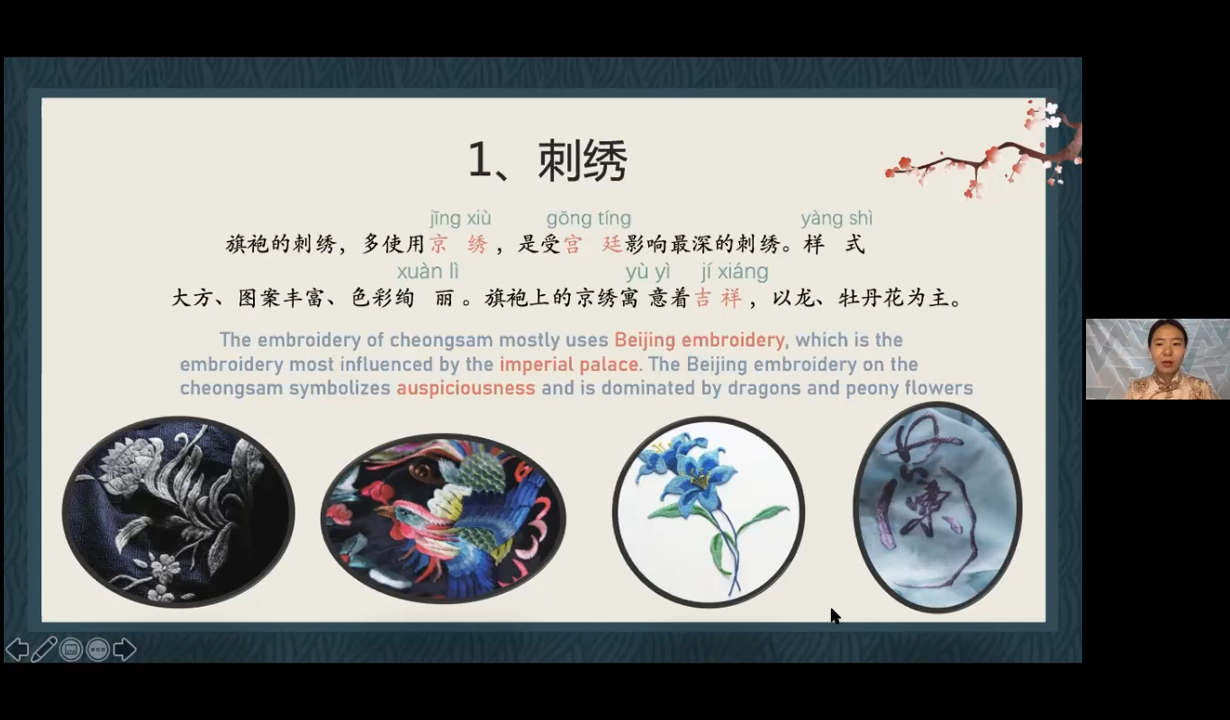 1、刺绣
jīng xiù gōng tíng yàng shì
旗袍的刺绣，多使用京 绣，是受宫 廷影响最深的刺绣。样 式
xuàn lì yù yì jí xiáng
大方、图案丰富、色彩绚 丽。旗袍上的京绣寓 意着吉 祥，以龙、牡丹花为主。
The embroidery of cheongsam mostly uses Beijing embroidery, which is the
embroidery most influenced by the imperial palace. The Beijing embroidery on the
cheongsam symbolizes auspiciousness and is dominated by dragons and peony flowers